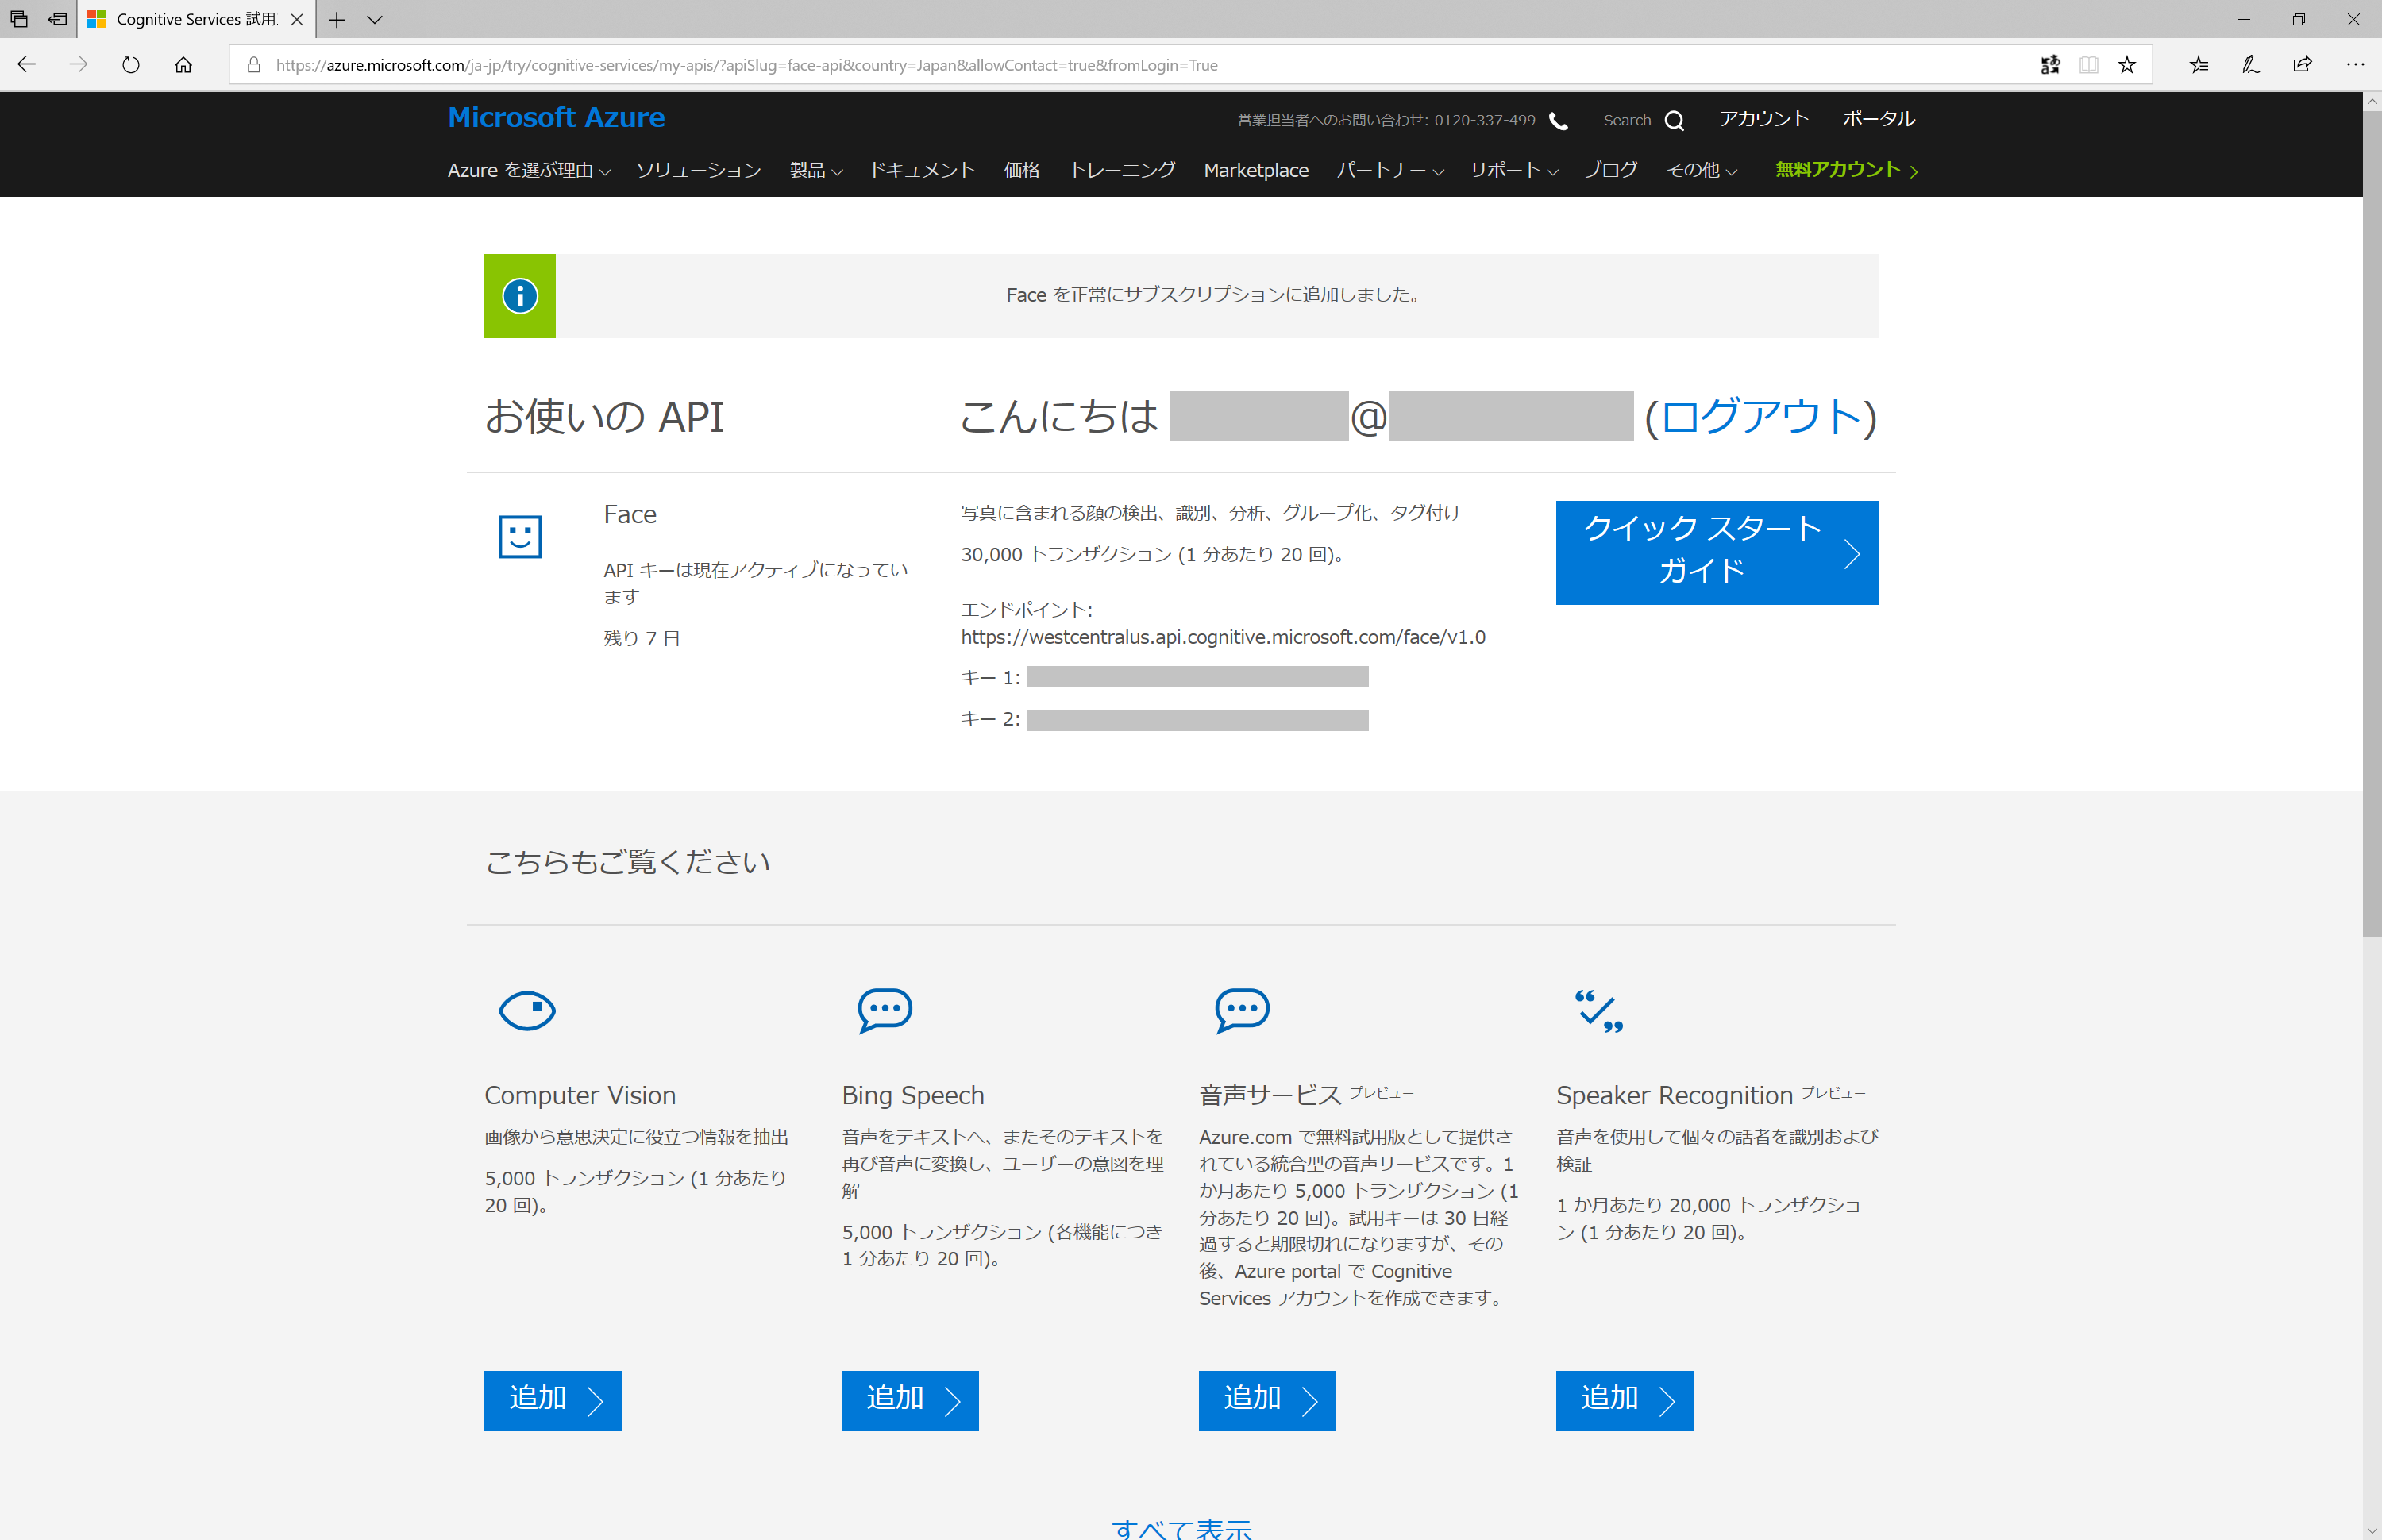 Cognitive Services 試用
https://azure.microsoft.com/ja-jp/try/cognitive-services/my-apis/?apiSlug=face-api&country=Japan&allowContact=true&fromLogin=True
Microsoft Azure
営業担当者へのお問い合わせ: 0120-337-499
Search
アカウント
ポータル
Azure を選ぶ理由
ソリューション
製品
ドキュメント
価格
トレーニング
Marketplace
パートナー
サポート
ブログ
その他
無料アカウント
Face を正常にサブスクリプションに追加しました。
お使いの API
こんにちは @ (ログアウト)
Face
API キーは現在アクティブになってい
ます
残り 7 日
写真に含まれる顔の検出、識別、分析、グループ化、タグ付け
30,000 トランザクション (1 分あたり 20 回)。
エンドポイント:
https://westcentralus.api.cognitive.microsoft.com/face/v1.0
キー 1:
キー 2:
クイック スタート
ガイド
こちらもご覧ください
Computer Vision
画像から意思決定に役立つ情報を抽出
5,000 トランザクション (1 分あたり
20 回)。
追加
Bing Speech
音声をテキストへ、またそのテキストを
再び音声に変換し、ユーザーの意図を理
解
5,000 トランザクション (各機能につき
1 分あたり 20 回)。
追加
音声サービス プレビュー
Azure.com で無料試用版として提供さ
れている統合型の音声サービスです。1
か月あたり 5,000 トランザクション (1
分あたり 20 回)。試用キーは 30 日経
過すると期限切れになりますが、その
後、Azure portal で Cognitive
Services アカウントを作成できます。
追加
Speaker Recognition プレビュー
音声を使用して個々の話者を識別および
検証
1 か月あたり 20,000 トランザクショ
ン (1 分あたり 20 回)。
追加
すべて表示